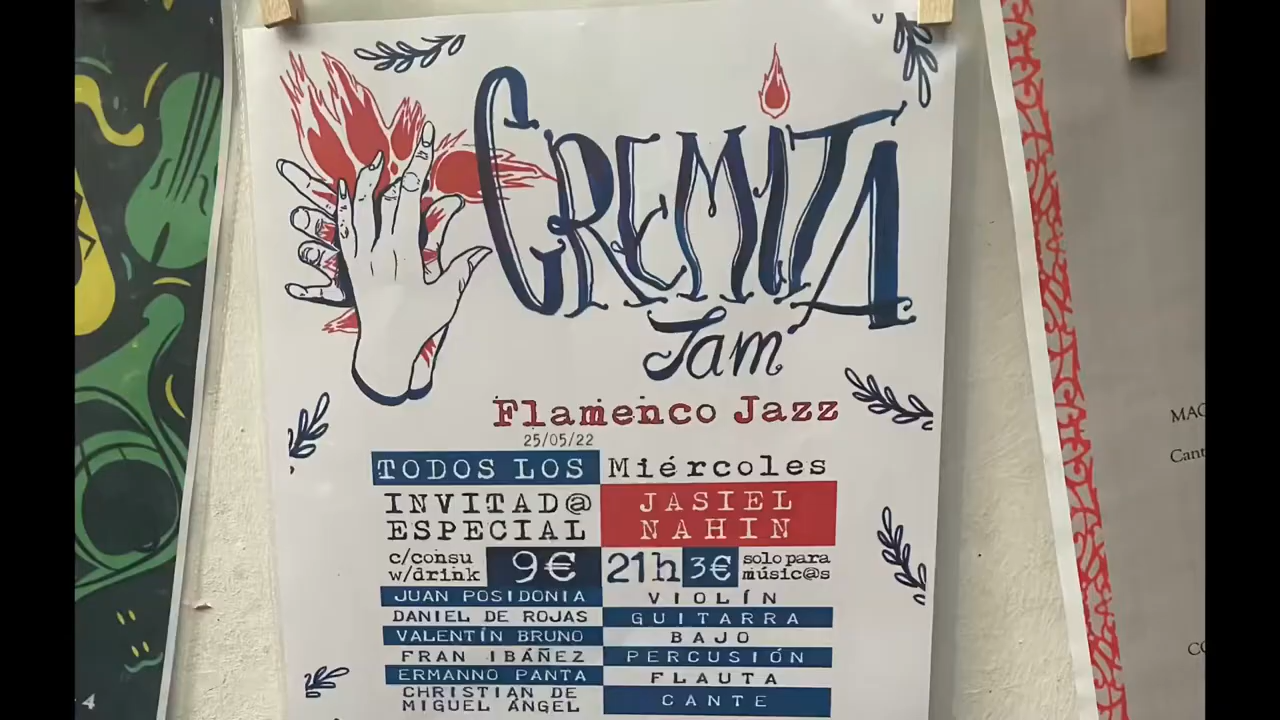 CREMITA
Jam
Flamenco Jazz
25/05/22
TODOS LOS Miércoles
INVITAD@ ESPECIAL
JASIEL NAHIN
c/consu
w/drink
9€
21h
3€
solo para
músic@s
JUAN POSIDONIA VIOLÍN
DANIEL DE ROJAS GUITARRA
VALENTÍN BRUNO BAJO
FRAN IBÁÑEZ PERCUSIÓN
ERMANNO PANTA FLAUTA
CHRISTIAN DE
MIGUEL ÁNGEL
CANTE
4